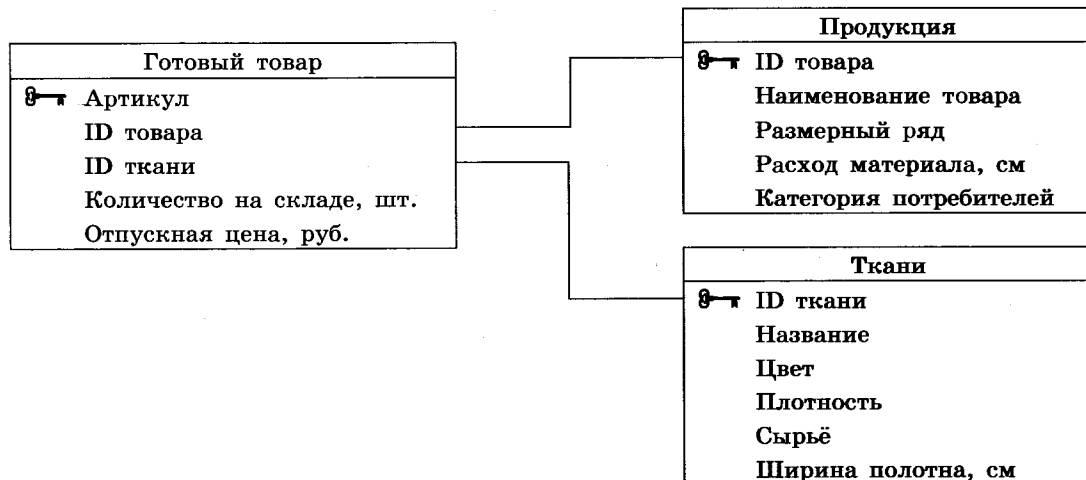 Готовый товар
Артикул
ID товара
ID ткани
Количество на складе, шт.
Отпускная цена, руб.
Продукция
ID товара
Наименование товара
Размерный ряд
Расход материала, см
Категория потребителей
Ткани
ID ткани
Название
Цвет
Плотность
Сырьё
Ширина полотна, см